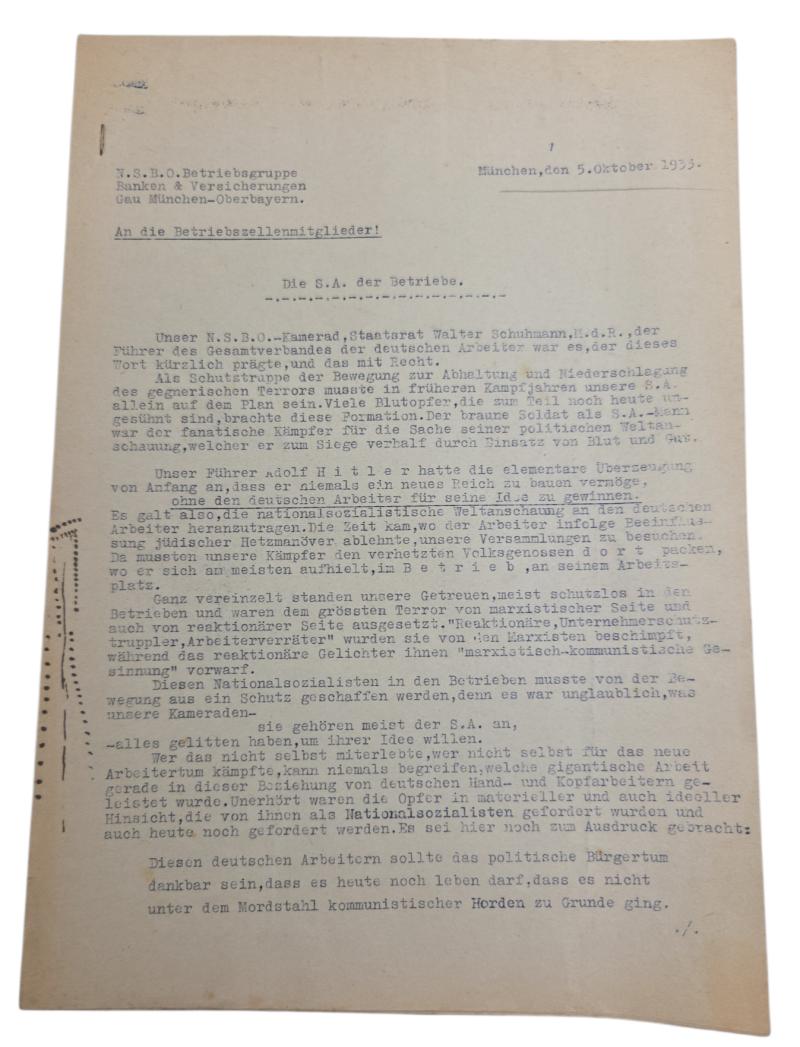 N.S.B.O.Betriebsgruppe
Banken & Versicherungen
Gau München-Oberbayern.
München,den 5.Oktober 1933.
An die Betriebszellenmitglieder!
Die S.A. der Betriebe.
Unser N.S.B.O.-Kamerad,Staatsrat Walter Schuhmann,M.d.R.,der
Führer des Gesamtverbandes der deutschen Arbeiter war es,der dieses
Wort kürzlich prägte,und das mit Recht.
Als Schutztruppe der Bewegung zur Abhaltung und Niederschlagung
des gegnerischen Terrors musste in früheren Kampfjahren unsere S.A.
allein auf dem Plan sein.Viele Blutopfer,die zum Teil noch heute un-
gesühnt sind,brachte diese Formation.Der braune Soldat als S.A.-Mann
war der fanatische Kämpfer für die Sache seiner politischen Weltan-
schauung,welcher er zum Siege verhalf durch Einsatz von Blut und Gut.
Unser Führer Adolf H i t l e r hatte die elementare Überzeugung
von Anfang an,dass er niemals ein neues Reich zu bauen vermöge,
ohne den deutschen Arbeiter für seine Idee zu gewinnen.
Es galt also,die nationalsozialistische Weltanschauung an den deutschen
Arbeiter heranzutragen.Die Zeit kam,wo der Arbeiter infolge Beeinflus-
sung jüdischer Hetzmanöver ablehnte,unsere Versammlungen zu besuchen.
Da mussten unsere Kämpfer den verhetzten Volksgenossen d o r t packen,
wo er sich am meisten aufhielt,im B e t r i e b ,an seinem Arbeits-
platz.
Ganz vereinzelt standen unsere Getreuen,meist schutzlos in den
Betrieben und waren dem grössten Terror von marxistischer Seite und
auch von reaktionärer Seite ausgesetzt."Reaktionäre,Unternehmerschutz-
truppler,Arbeiterverräter" wurden sie von den Marxisten beschimpft,
während das reaktionäre Gelichter ihnen "marxistisch-kommunistische Ge-
sinnung" vorwarf.
Diesen Nationalsozialisten in den Betrieben musste von der Be-
wegung aus ein Schutz geschaffen werden,denn es war unglaublich,was
unsere Kameraden-
sie gehören meist der S.A. an,
-alles gelitten haben,um ihrer Idee willen.
Wer das nicht selbst miterlebte,wer nicht selbst für das neue
Arbeitertum kämpfte,kann niemals begreifen,welche gigantische Arbeit
gerade in dieser Beziehung von deutschen Hand- und Kopfarbeitern ge-
leistet wurde.Unerhört waren die Opfer in materieller und auch ideeller
Hinsicht,die von ihnen als Nationalsozialisten gefordert wurden und
auch heute noch gefordert werden.Es sei hier noch zum Ausdruck gebracht:
Diesen deutschen Arbeitern sollte das politische Bürgertum
dankbar sein,dass es heute noch leben darf,dass es nicht
unter dem Mordstahl kommunistischer Horden zu Grunde ging.
./.